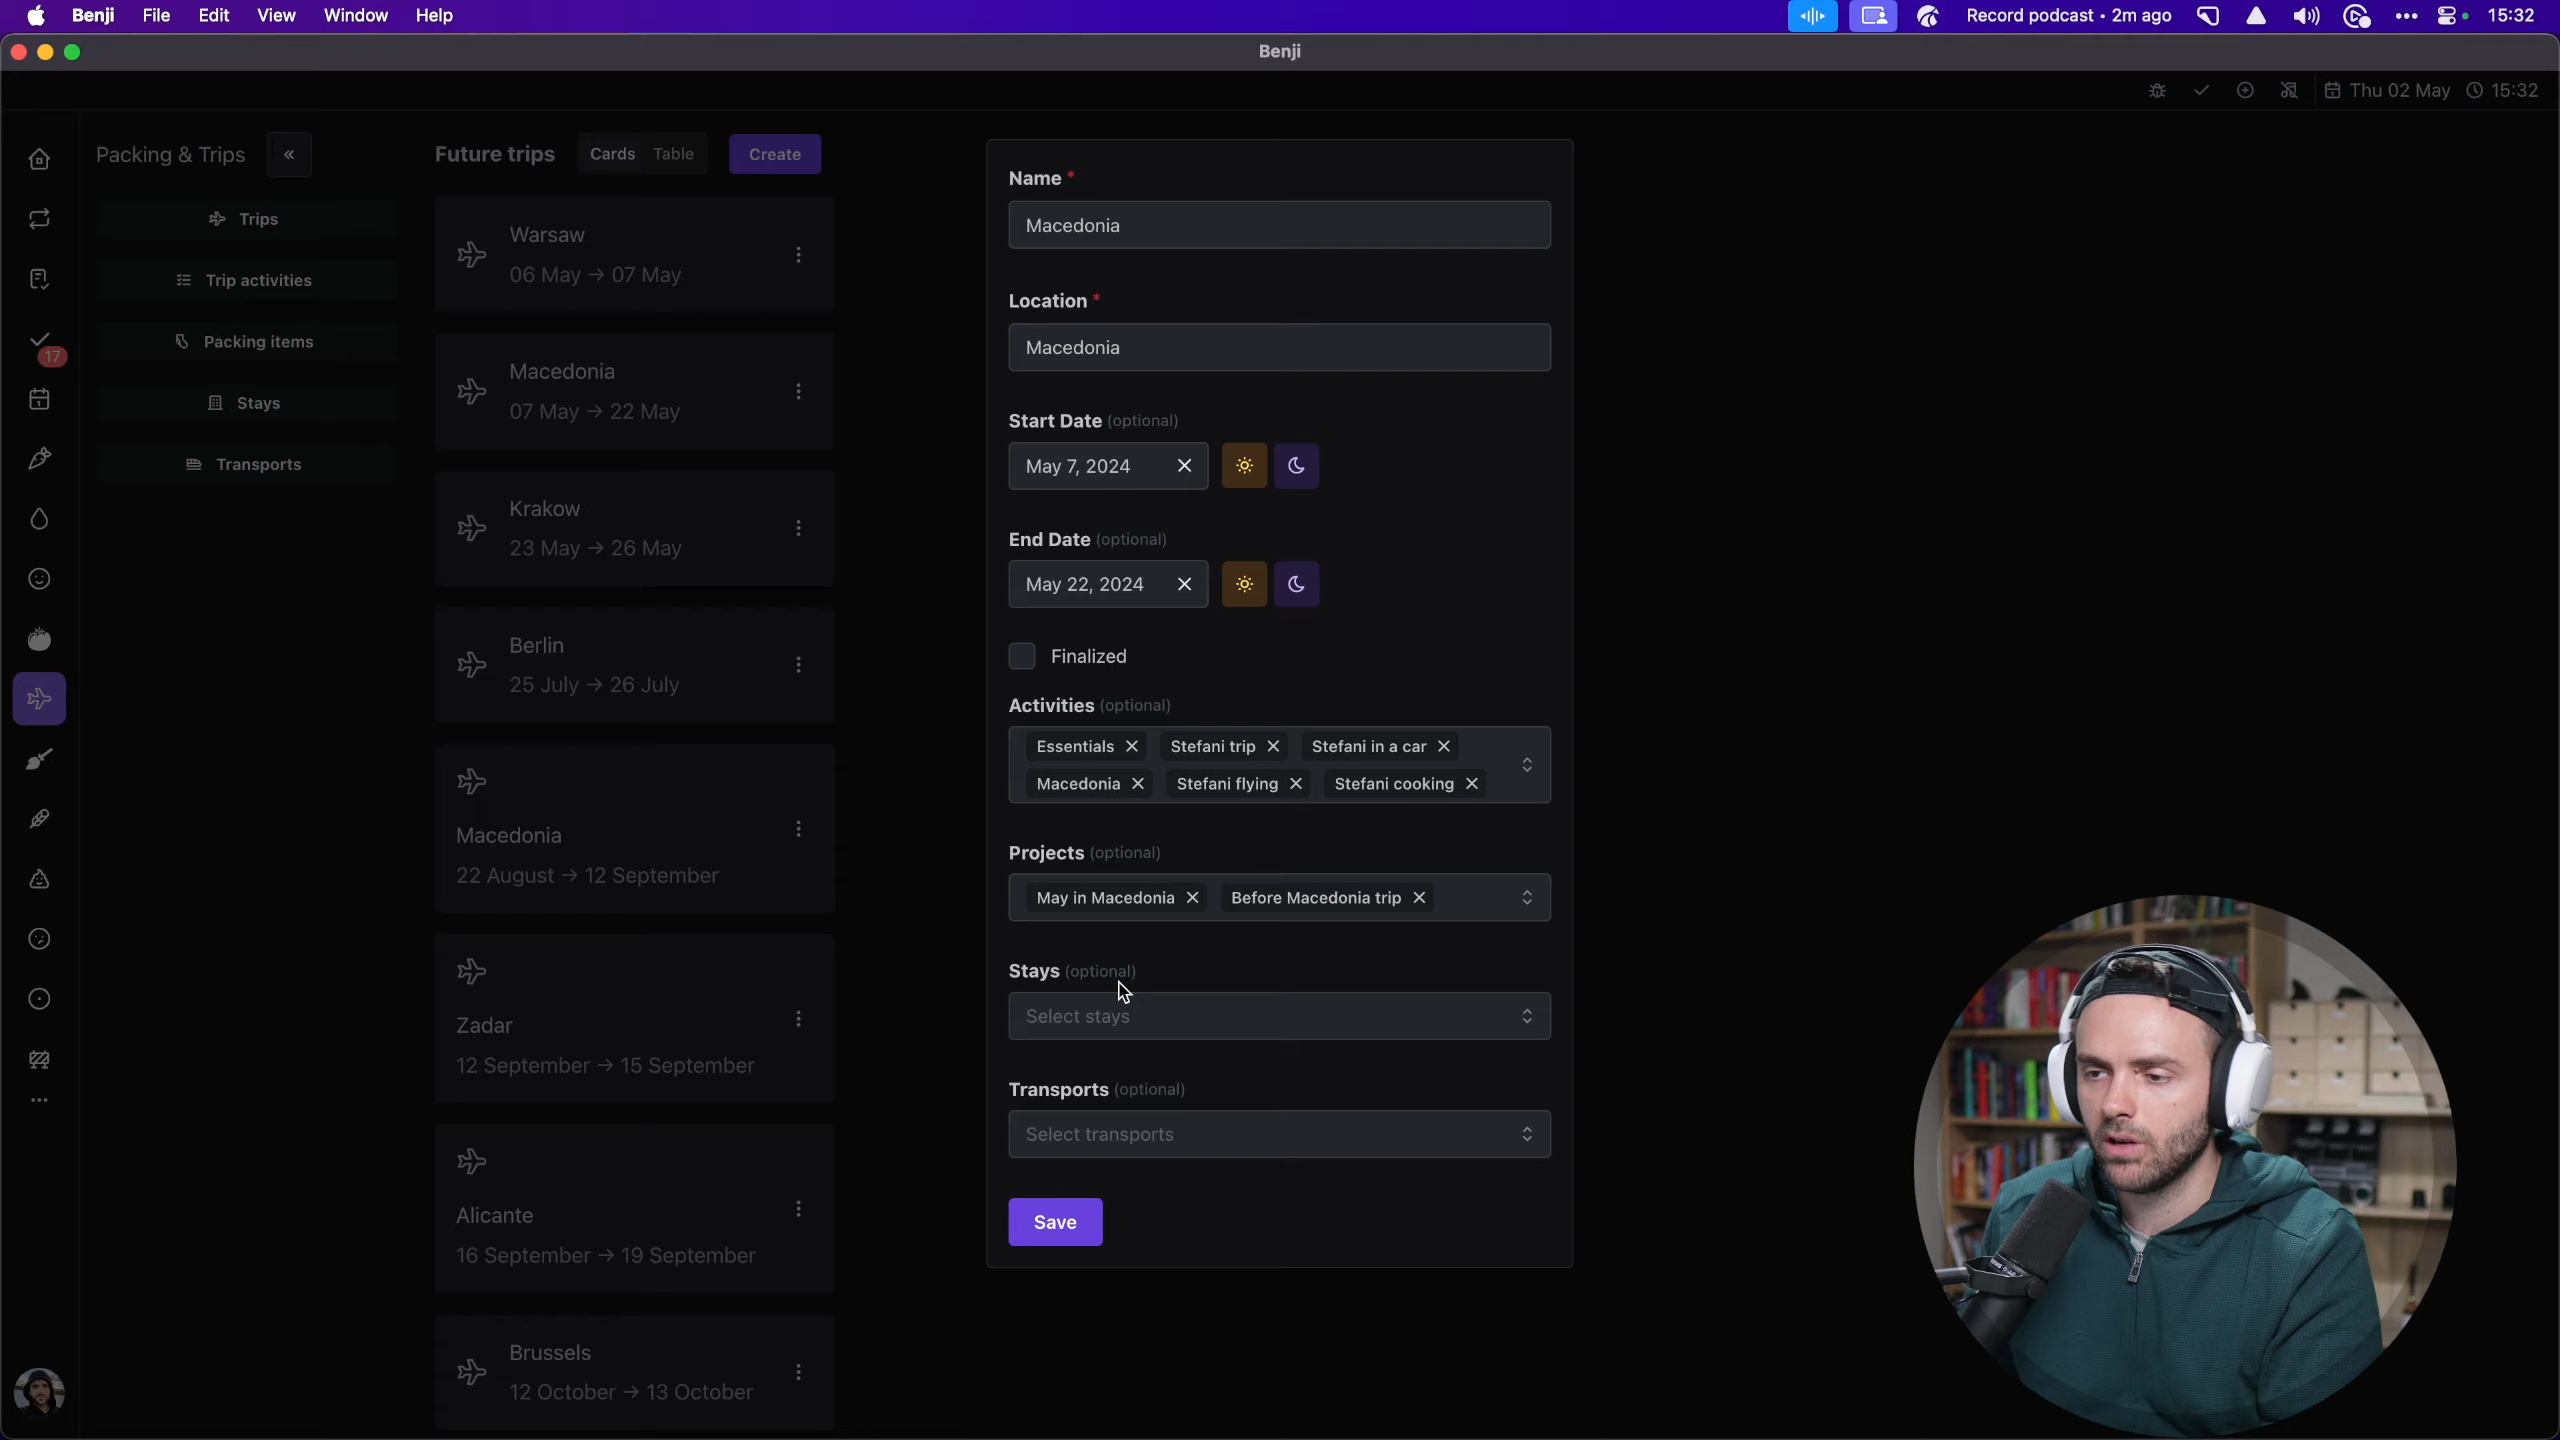 Benji File Edit View Window Help
Record podcast • 2m ago 15:32
Benji
Thu 02 May 15:32
Packing & Trips «
Trips
Trip activities
Packing items
17
Stays
Transports
Future trips Cards Table Create
Warsaw
06 May → 07 May
Macedonia
07 May → 22 May
Krakow
23 May → 26 May
Berlin
25 July → 26 July
Macedonia
22 August → 12 September
Zadar
12 September → 15 September
Alicante
16 September → 19 September
Brussels
12 October → 13 October
Name *
Macedonia
Location *
Macedonia
Start Date (optional)
May 7, 2024
End Date (optional)
May 22, 2024
Finalized
Activities (optional)
Essentials Stefani trip Stefani in a car
Macedonia Stefani flying Stefani cooking
Projects (optional)
May in Macedonia Before Macedonia trip
Stays (optional)
Select stays
Transports (optional)
Select transports
Save